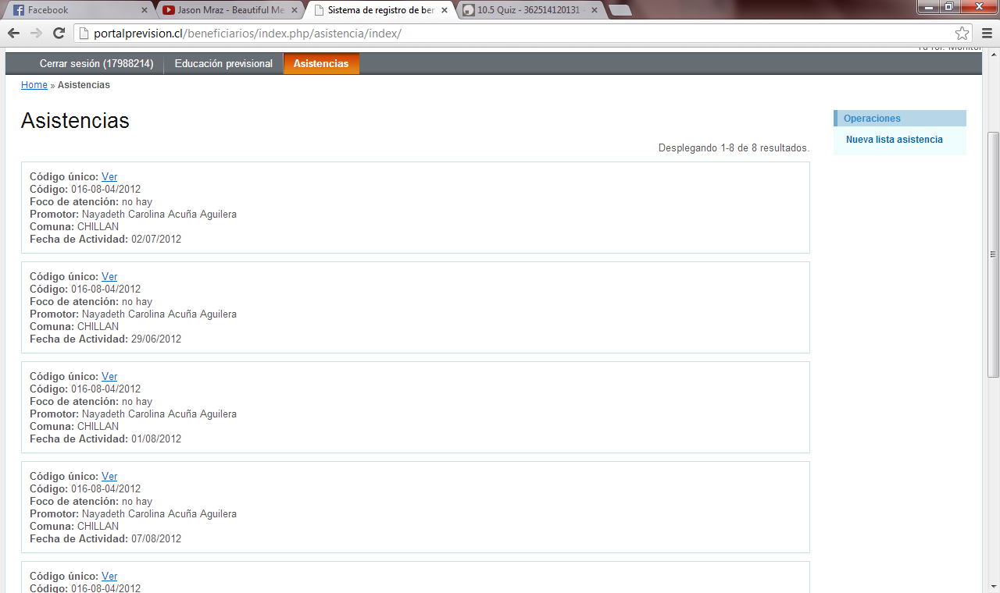 Facebook
Jason Mraz - Beautiful Me
Sistema de registro de ber
10.5 Quiz - 362514120131
portalprevision.cl/beneficiarios/index.php/asistencia/index/
Cerrar sesión (17988214)
Educación previsional
Asistencias
Home » Asistencias
Asistencias
Operaciones
Nueva lista asistencia
Desplegando 1-8 de 8 resultados.
Código único: Ver
Código: 016-08-04/2012
Foco de atención: no hay
Promotor: Nayadeth Carolina Acuña Aguilera
Comuna: CHILLAN
Fecha de Actividad: 02/07/2012
Código único: Ver
Código: 016-08-04/2012
Foco de atención: no hay
Promotor: Nayadeth Carolina Acuña Aguilera
Comuna: CHILLAN
Fecha de Actividad: 29/06/2012
Código único: Ver
Código: 016-08-04/2012
Foco de atención: no hay
Promotor: Nayadeth Carolina Acuña Aguilera
Comuna: CHILLAN
Fecha de Actividad: 01/08/2012
Código único: Ver
Código: 016-08-04/2012
Foco de atención: no hay
Promotor: Nayadeth Carolina Acuña Aguilera
Comuna: CHILLAN
Fecha de Actividad: 07/08/2012
Código único: Ver
Código: 016-08-04/2012